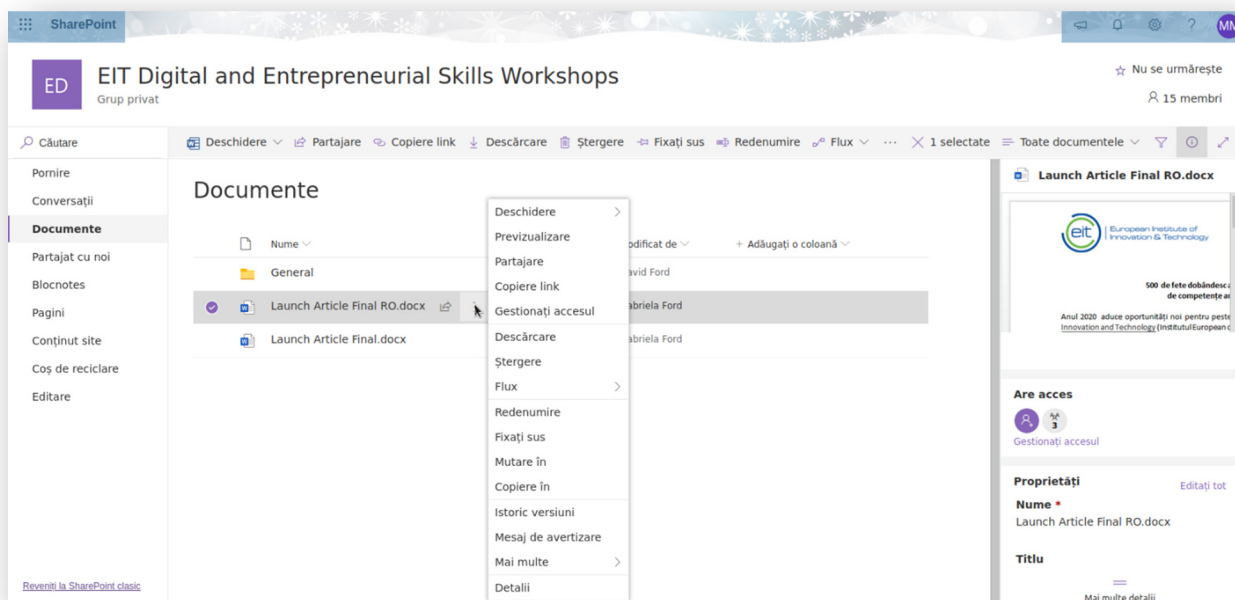 SharePoint
?
MM
ED
EIT Digital and Entrepreneurial Skills Workshops
Grup privat
Nu se urmărește
15 membri
Căutare
Deschidere
Partajare
Copiere link
Descărcare
Ștergere
Fixați sus
Redenumire
Flux
1 selectate
Toate documentele
Pornire
Conversații
Documente
Partajat cu noi
Blocnotes
Pagini
Conținut site
Coș de reciclare
Editare
Reveniți la SharePoint clasic
Documente
Nume
odificat de
+ Adăugați o coloană
General
avid Ford
Launch Article Final RO.docx
abriela Ford
Launch Article Final.docx
abriela Ford
Deschidere
Previzualizare
Partajare
Copiere link
Gestionați accesul
Descărcare
Ștergere
Flux
Redenumire
Fixați sus
Mutare în
Copiere în
Istoric versiuni
Mesaj de avertizare
Mai multe
Detalii
Launch Article Final RO.docx
eit
European Institute of
Innovation & Technology
500 de fete dobândesc
de competențe
Anul 2020 aduce oportunități noi pentru peste
Innovation and Technology (Institutul European
Are acces
3
Gestionați accesul
Proprietăți
Editați tot
Nume *
Launch Article Final RO.docx
Titlu
Mai multe detalii